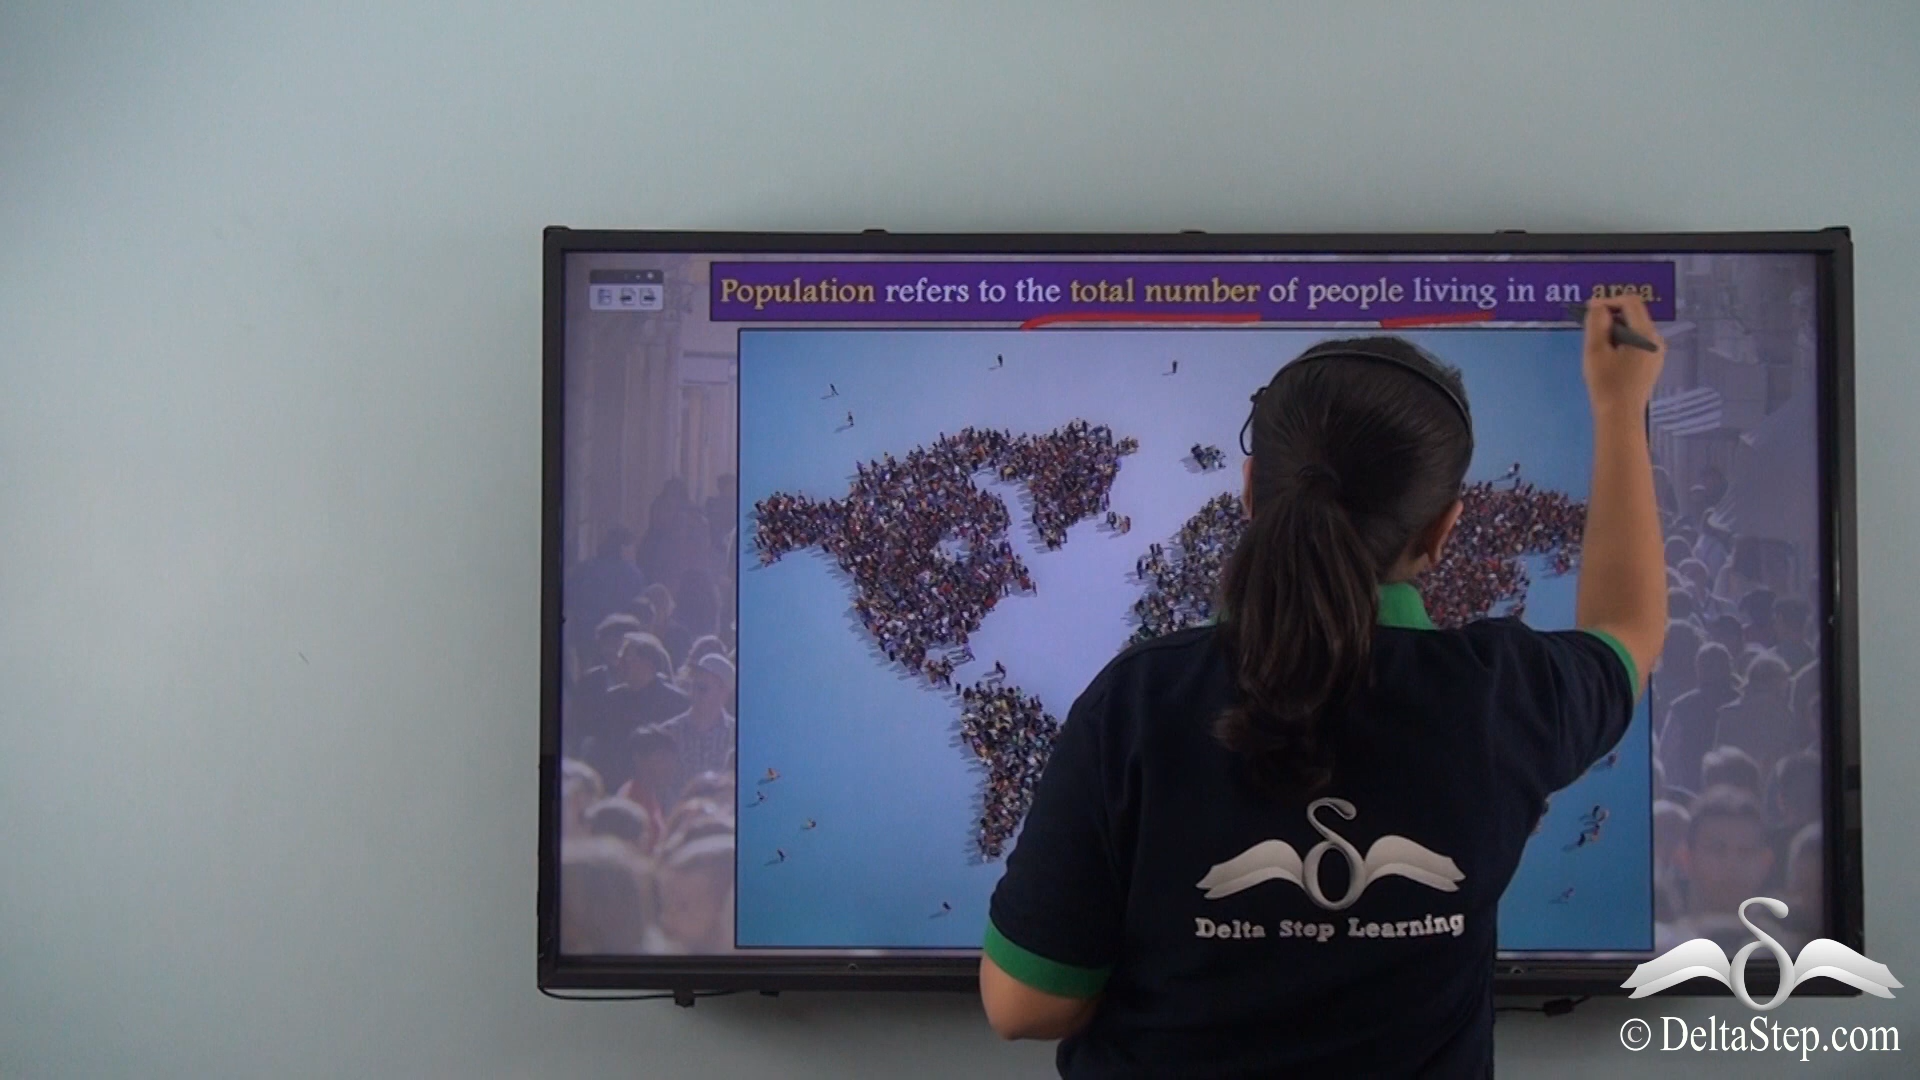 Population refers to the total number of people living in an area.
Delta Step Learning
© DeltaStep.com